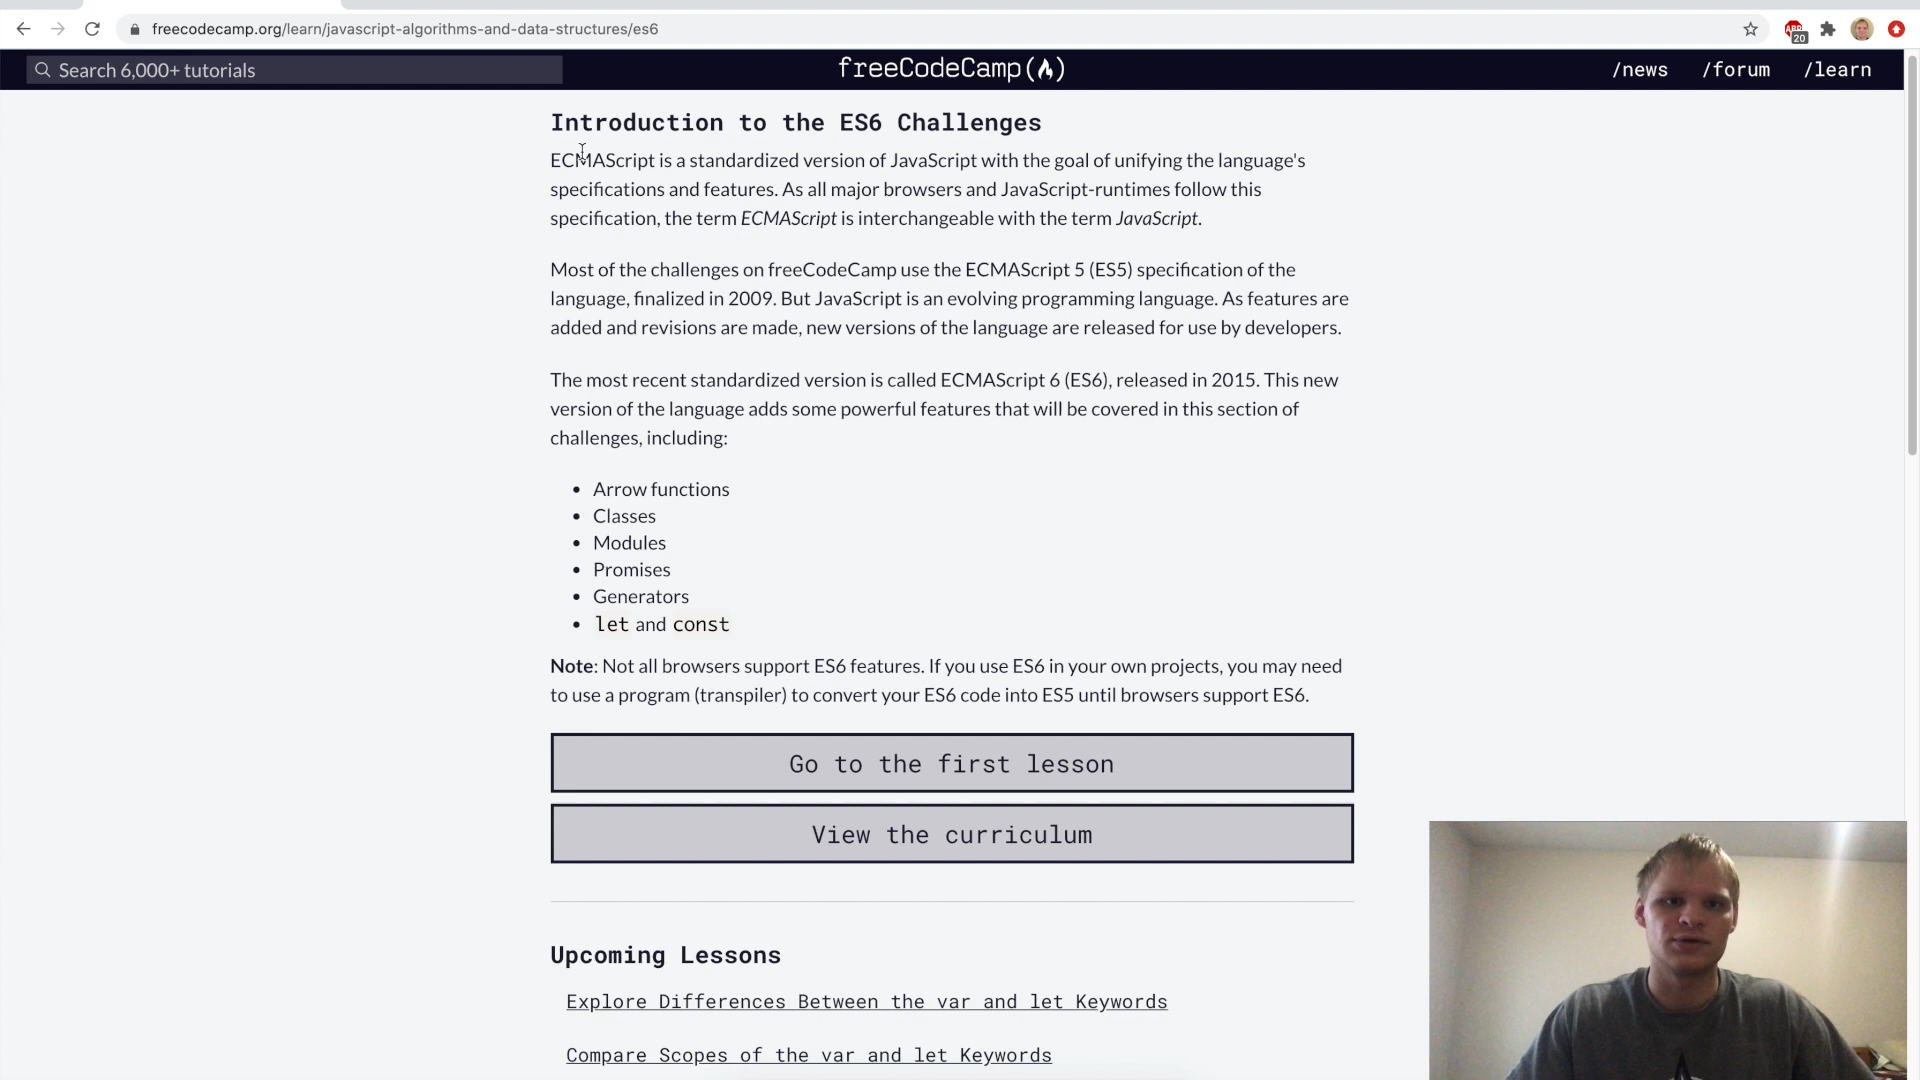 freecodecamp.org/learn/javascript-algorithms-and-data-structures/es6
20
Search 6,000+ tutorials
freeCodeCamp
/news
/forum
/learn
Introduction to the ES6 Challenges
ECMAScript is a standardized version of JavaScript with the goal of unifying the language's
specifications and features. As all major browsers and JavaScript-runtimes follow this
specification, the term ECMAScript is interchangeable with the term JavaScript.
Most of the challenges on freeCodeCamp use the ECMAScript 5 (ES5) specification of the
language, finalized in 2009. But JavaScript is an evolving programming language. As features are
added and revisions are made, new versions of the language are released for use by developers.
The most recent standardized version is called ECMAScript 6 (ES6), released in 2015. This new
version of the language adds some powerful features that will be covered in this section of
challenges, including:
Arrow functions
Classes
Modules
Promises
Generators
let and const
Note: Not all browsers support ES6 features. If you use ES6 in your own projects, you may need
to use a program (transpiler) to convert your ES6 code into ES5 until browsers support ES6.
Go to the first lesson
View the curriculum
Upcoming Lessons
Explore Differences Between the var and let Keywords
Compare Scopes of the var and let Keywords